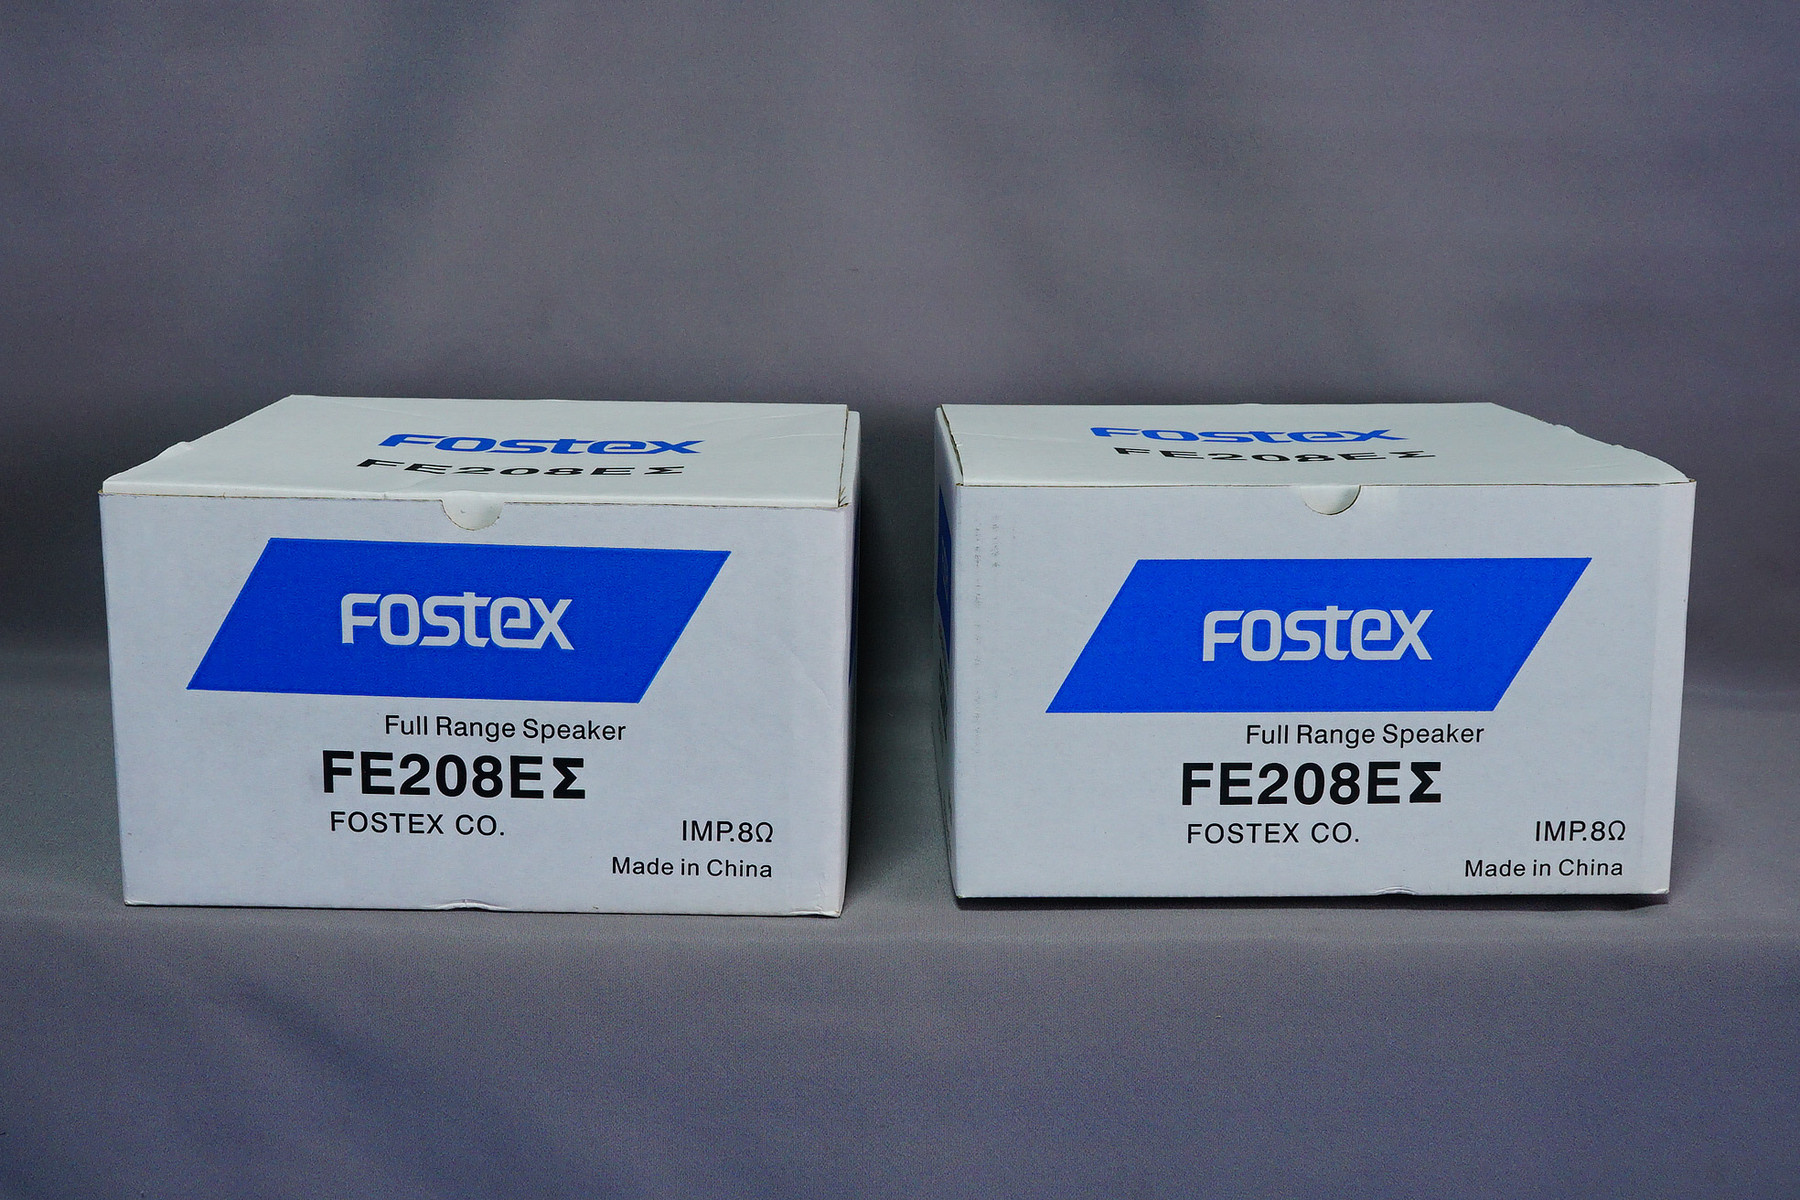 Fostex
FE208EΣ
Fostex
Full Range Speaker
FE208EΣ
FOSTEX CO.
IMP.8Ω
Made in China
Fostex
FE208EΣ
Fostex
Full Range Speaker
FE208EΣ
FOSTEX CO.
IMP.8Ω
Made in China